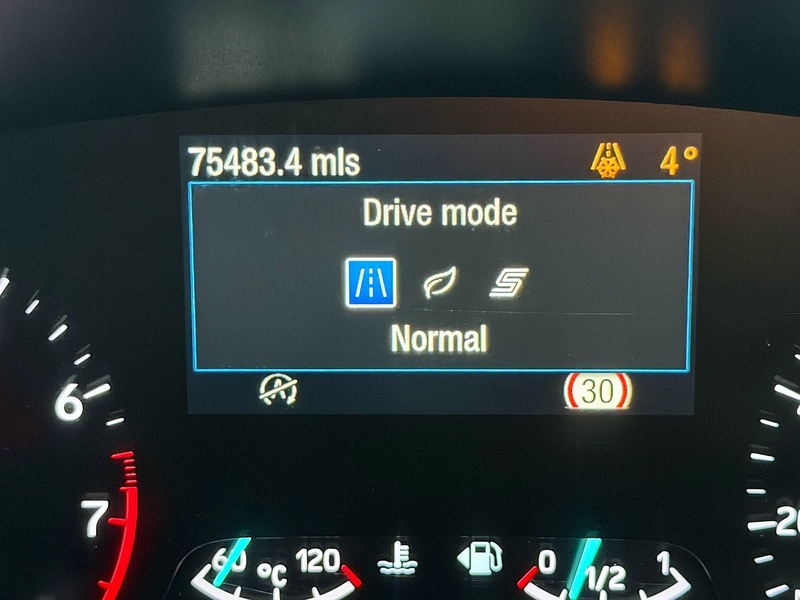 75483.4 mls 4°
Drive mode
S
Normal
A 30
6
7
60 °C 120 0 1/2 1